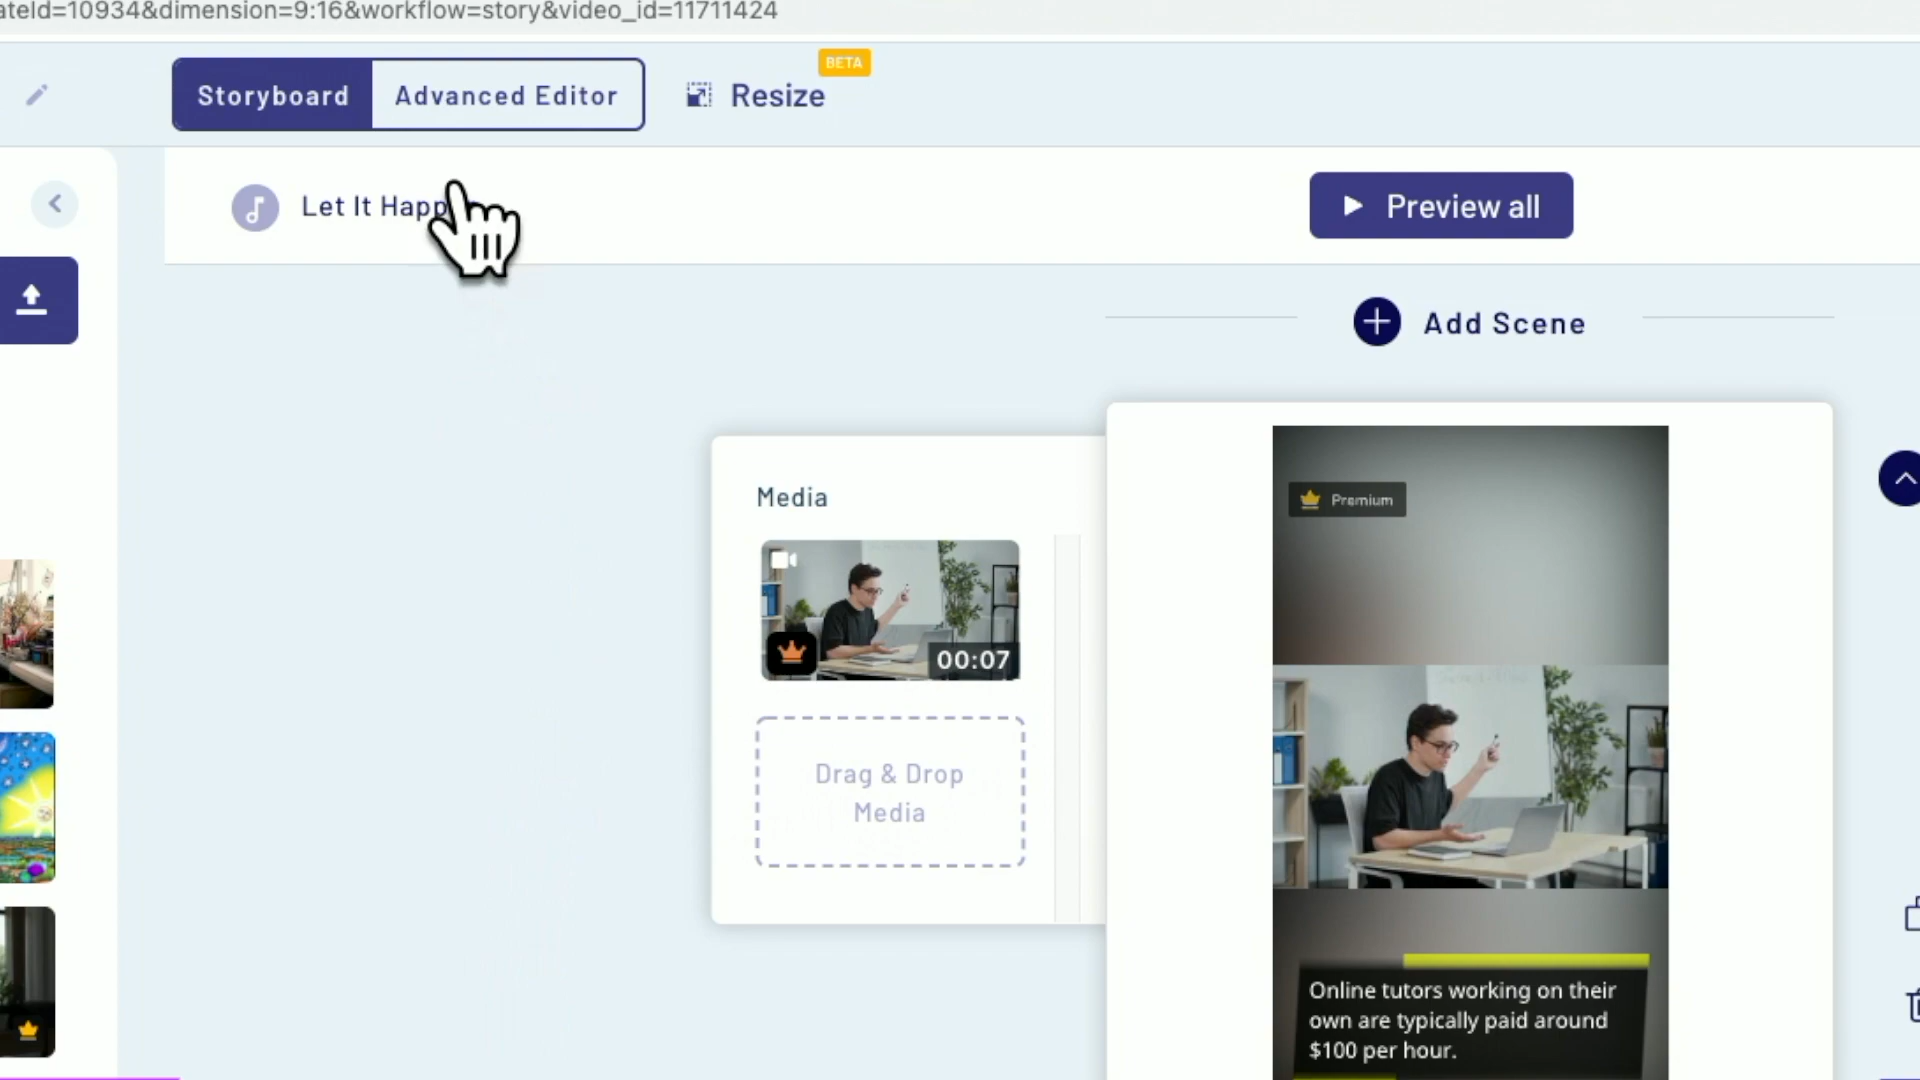 ateId=10934&dimension=9:16&workflow=story&video_id=11711424
BETA
Storyboard
Advanced Editor
Resize
Let It Happ
Preview all
Add Scene
Media
Premium
00:07
Drag & Drop
Media
Online tutors working on their
own are typically paid around
$100 per hour.